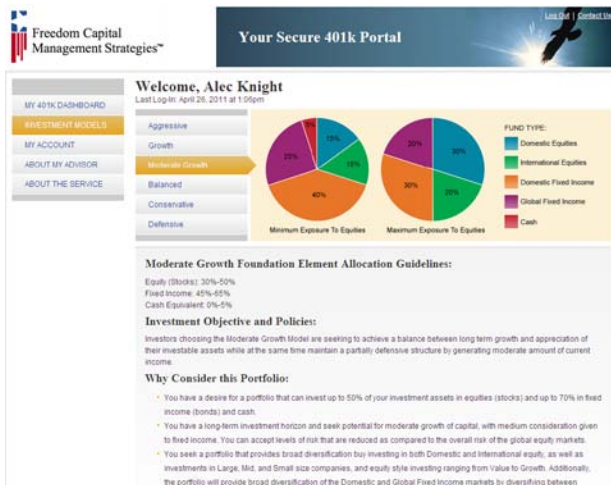 Log Out | Contact Us
Freedom Capital
Management Strategies™
Your Secure 401k Portal
Welcome, Alec Knight
Last Log-In: April 26, 2011 at 1:06pm
MY 401K DASHBOARD
INVESTMENT MODELS
MY ACCOUNT
ABOUT MY ADVISOR
ABOUT THE SERVICE
Aggressive
Growth
Moderate Growth
Balanced
Conservative
Defensive
5%
15%
15%
40%
25%
Minimum Exposure To Equities
20%
30%
20%
30%
Maximum Exposure To Equities
FUND TYPE:
Domestic Equities
International Equities
Domestic Fixed Income
Global Fixed Income
Cash
Moderate Growth Foundation Element Allocation Guidelines:
Equity (Stocks): 30%-50%
Fixed Income: 45%-65%
Cash Equivalent: 0%-5%
Investment Objective and Policies:
Investors choosing the Moderate Growth Model are seeking to achieve a balance between long term growth and appreciation of
their investable assets while at the same time maintain a partially defensive structure by generating moderate amount of current
income.
Why Consider this Portfolio:
You have a desire for a portfolio that can invest up to 50% of your investment assets in equities (stocks) and up to 70% in fixed
income (bonds) and cash.
You have a long-term investment horizon and seek potential for moderate growth of capital, with medium consideration given
to fixed income. You can accept levels of risk that are reduced as compared to the overall risk of the global equity markets.
You seek a portfolio that provides broad diversification buy investing in both Domestic and International equity, as well as
investments in Large, Mid, and Small size companies, and equity style investing ranging from Value to Growth. Additionally,
the portfolio will provide broad diversification of the Domestic and Global Fixed Income markets by diversifying between